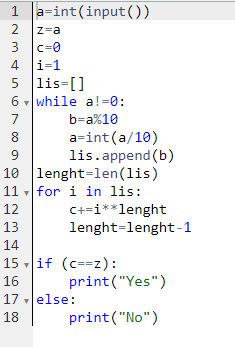 1 a=int(input())
2 z=a
3 c=0
4 i=1
5 lis=[]
6 while a!=0:
7     b=a%10
8     a=int(a/10)
9     lis.append(b)
10 lenght=len(lis)
11 for i in lis:
12     c+=i**lenght
13     lenght=lenght-1
14
15 if (c==z):
16     print("Yes")
17 else:
18     print("No")